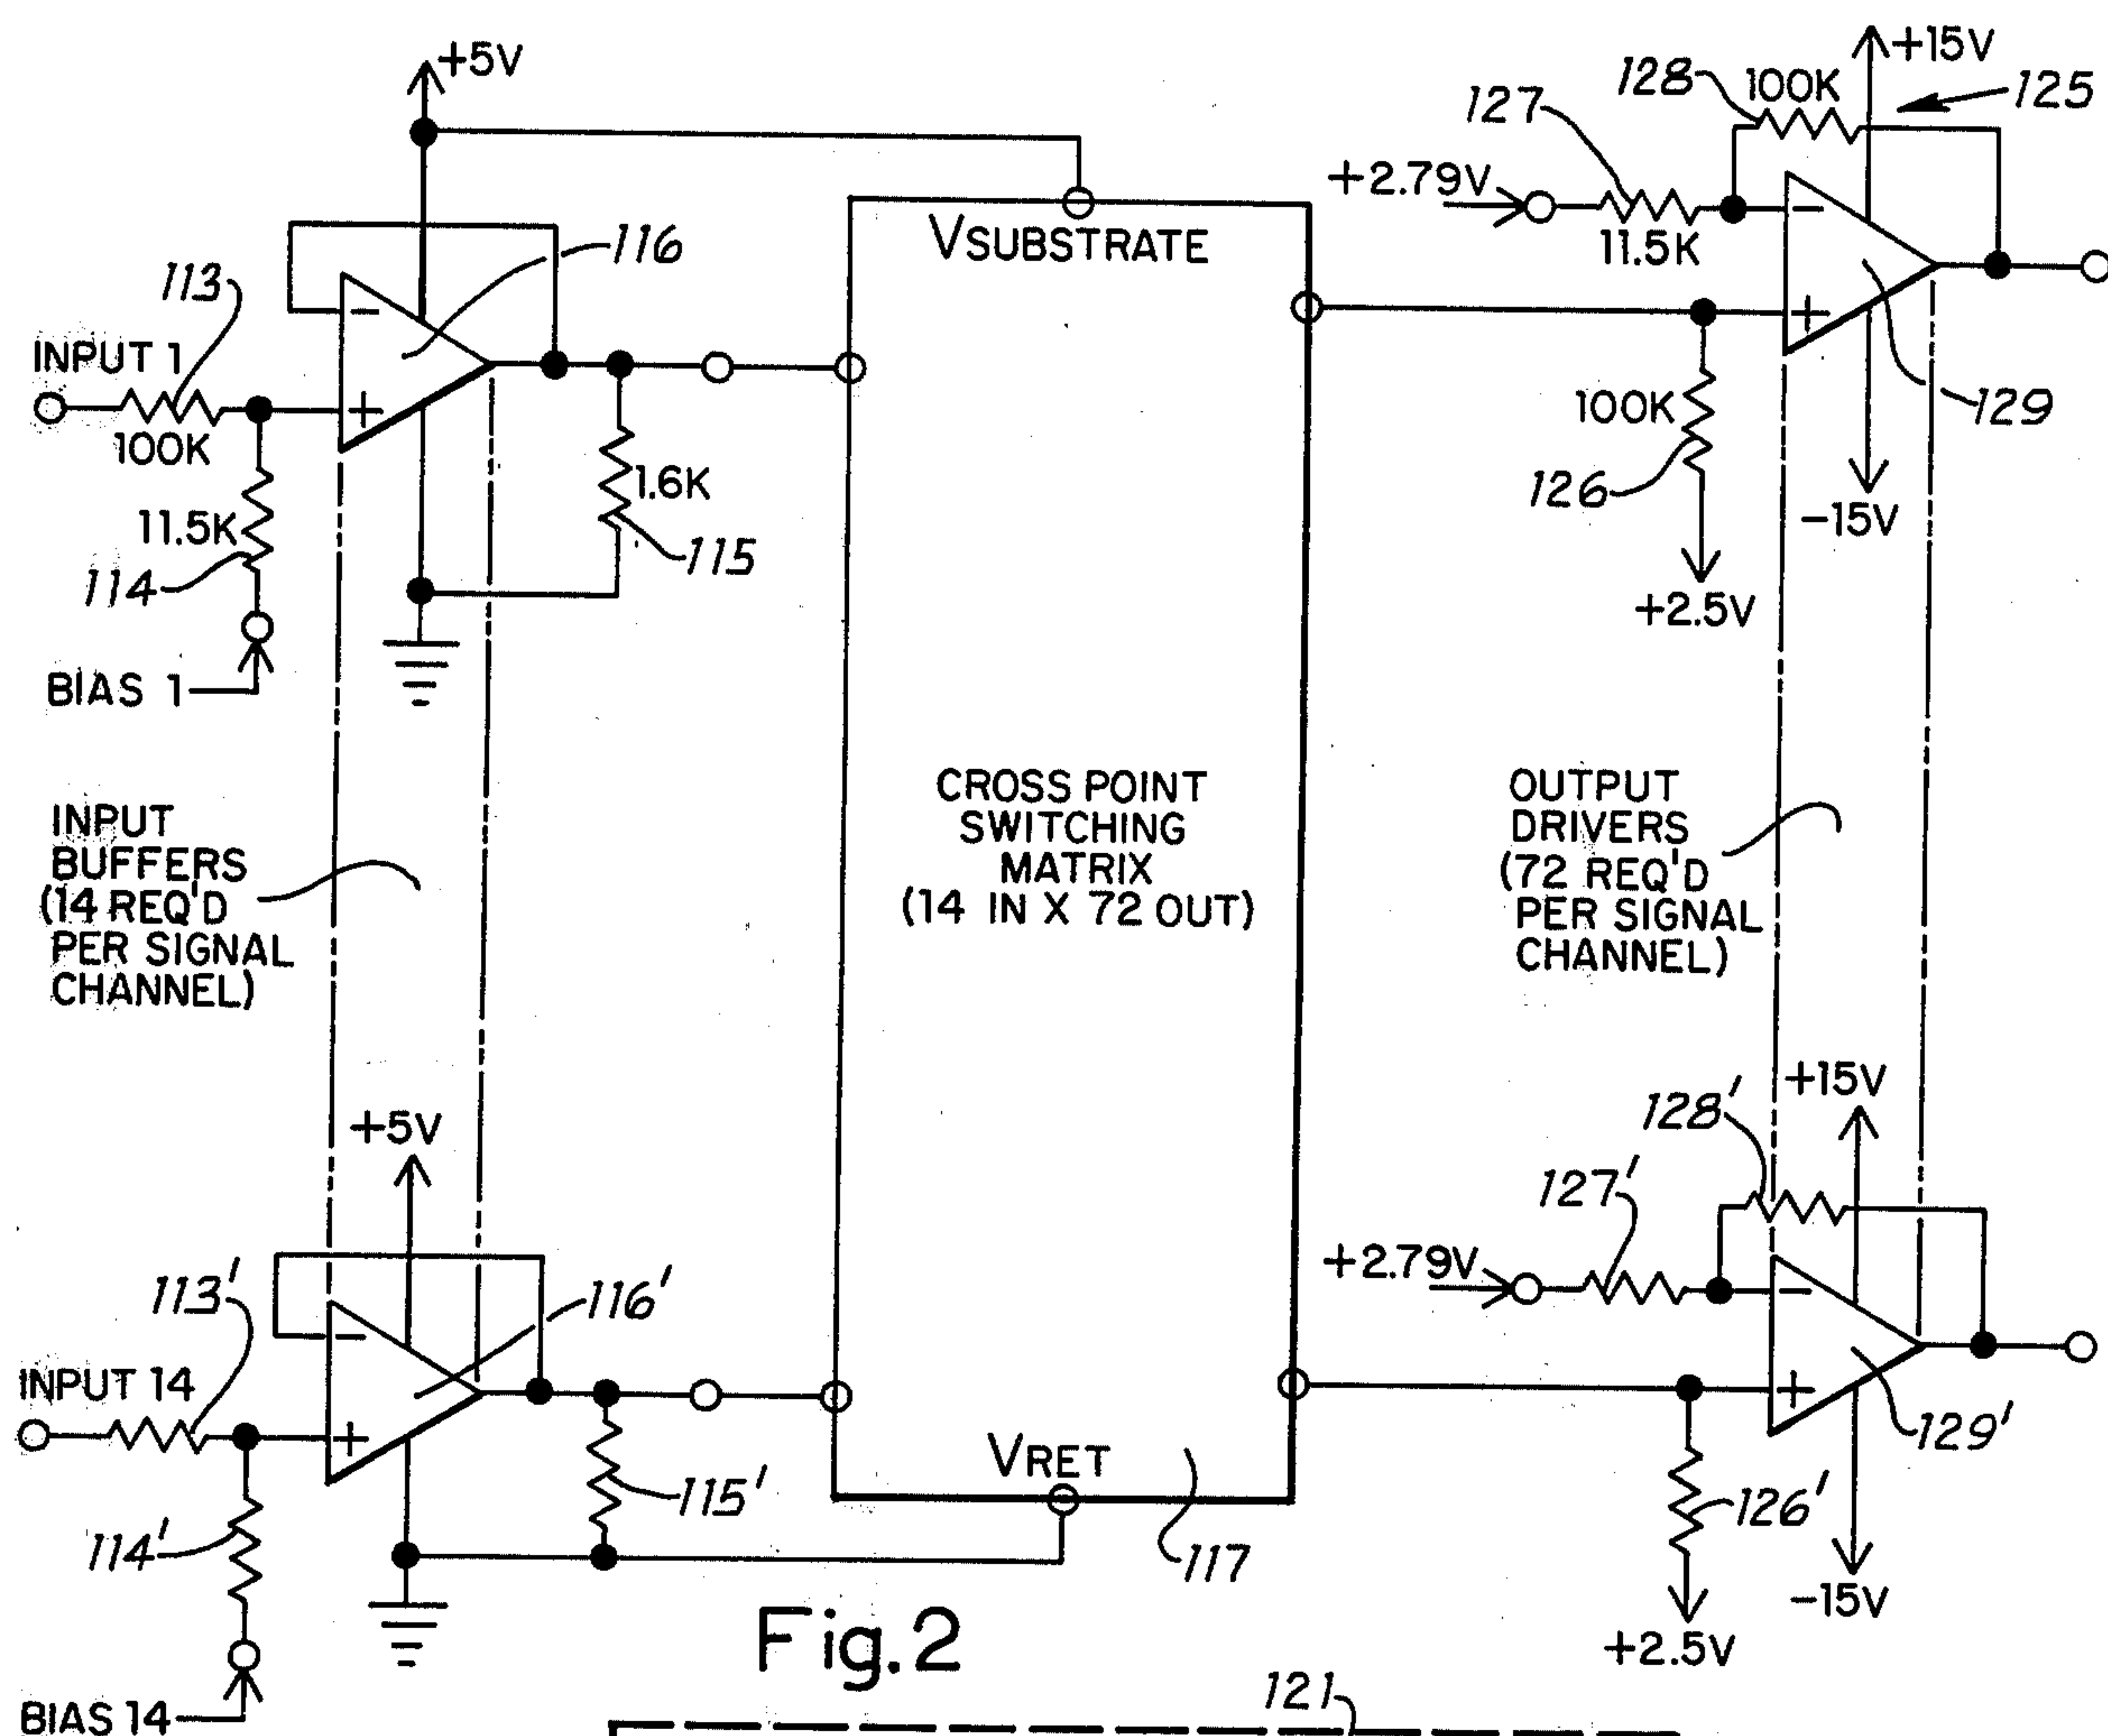 +5V
+15V
128
100K
125
127
+2.79V
11.5K
VSUBSTRATE
116
113
INPUT 1
100K
−
+
−
+
129
100K
126
1.6K
11.5K
115
114
-15V
+2.5V
BIAS 1
CROSS POINT
SWITCHING
MATRIX
(14 IN X 72 OUT)
INPUT
BUFFERS
(14 REQ'D
PER SIGNAL
CHANNEL)
OUTPUT
DRIVERS
(72 REQ'D
PER SIGNAL
CHANNEL)
+5V
+15V
128'
127'
+2.79V
113'
116'
INPUT 14
−
+
−
+
129'
VRET
115'
126'
114'
117
-15V
+2.5V
Fig.2
BIAS 14
121